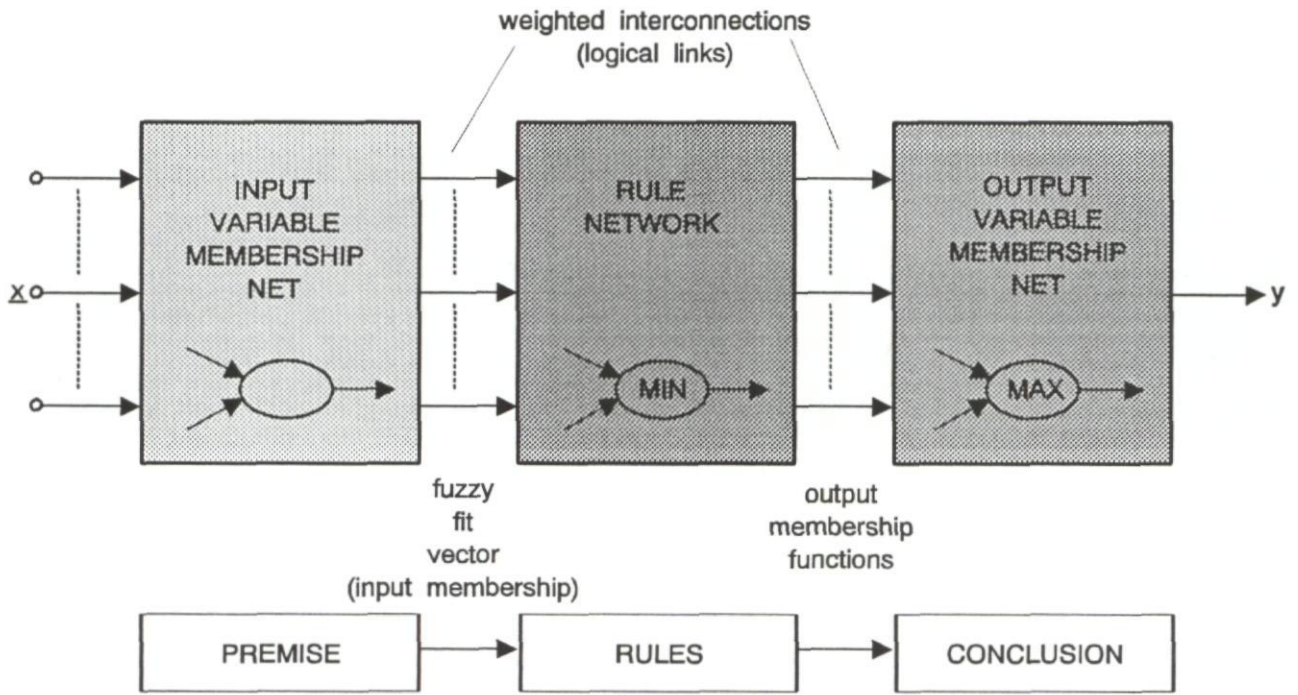 weighted interconnections
(logical links)
INPUT
VARIABLE
MEMBERSHIP
NET
RULE
NETWORK
MIN
OUTPUT
VARIABLE
MEMBERSHIP
NET
MAX
x
y
fuzzy
fit
vector
(input membership)
output
membership
functions
PREMISE
RULES
CONCLUSION